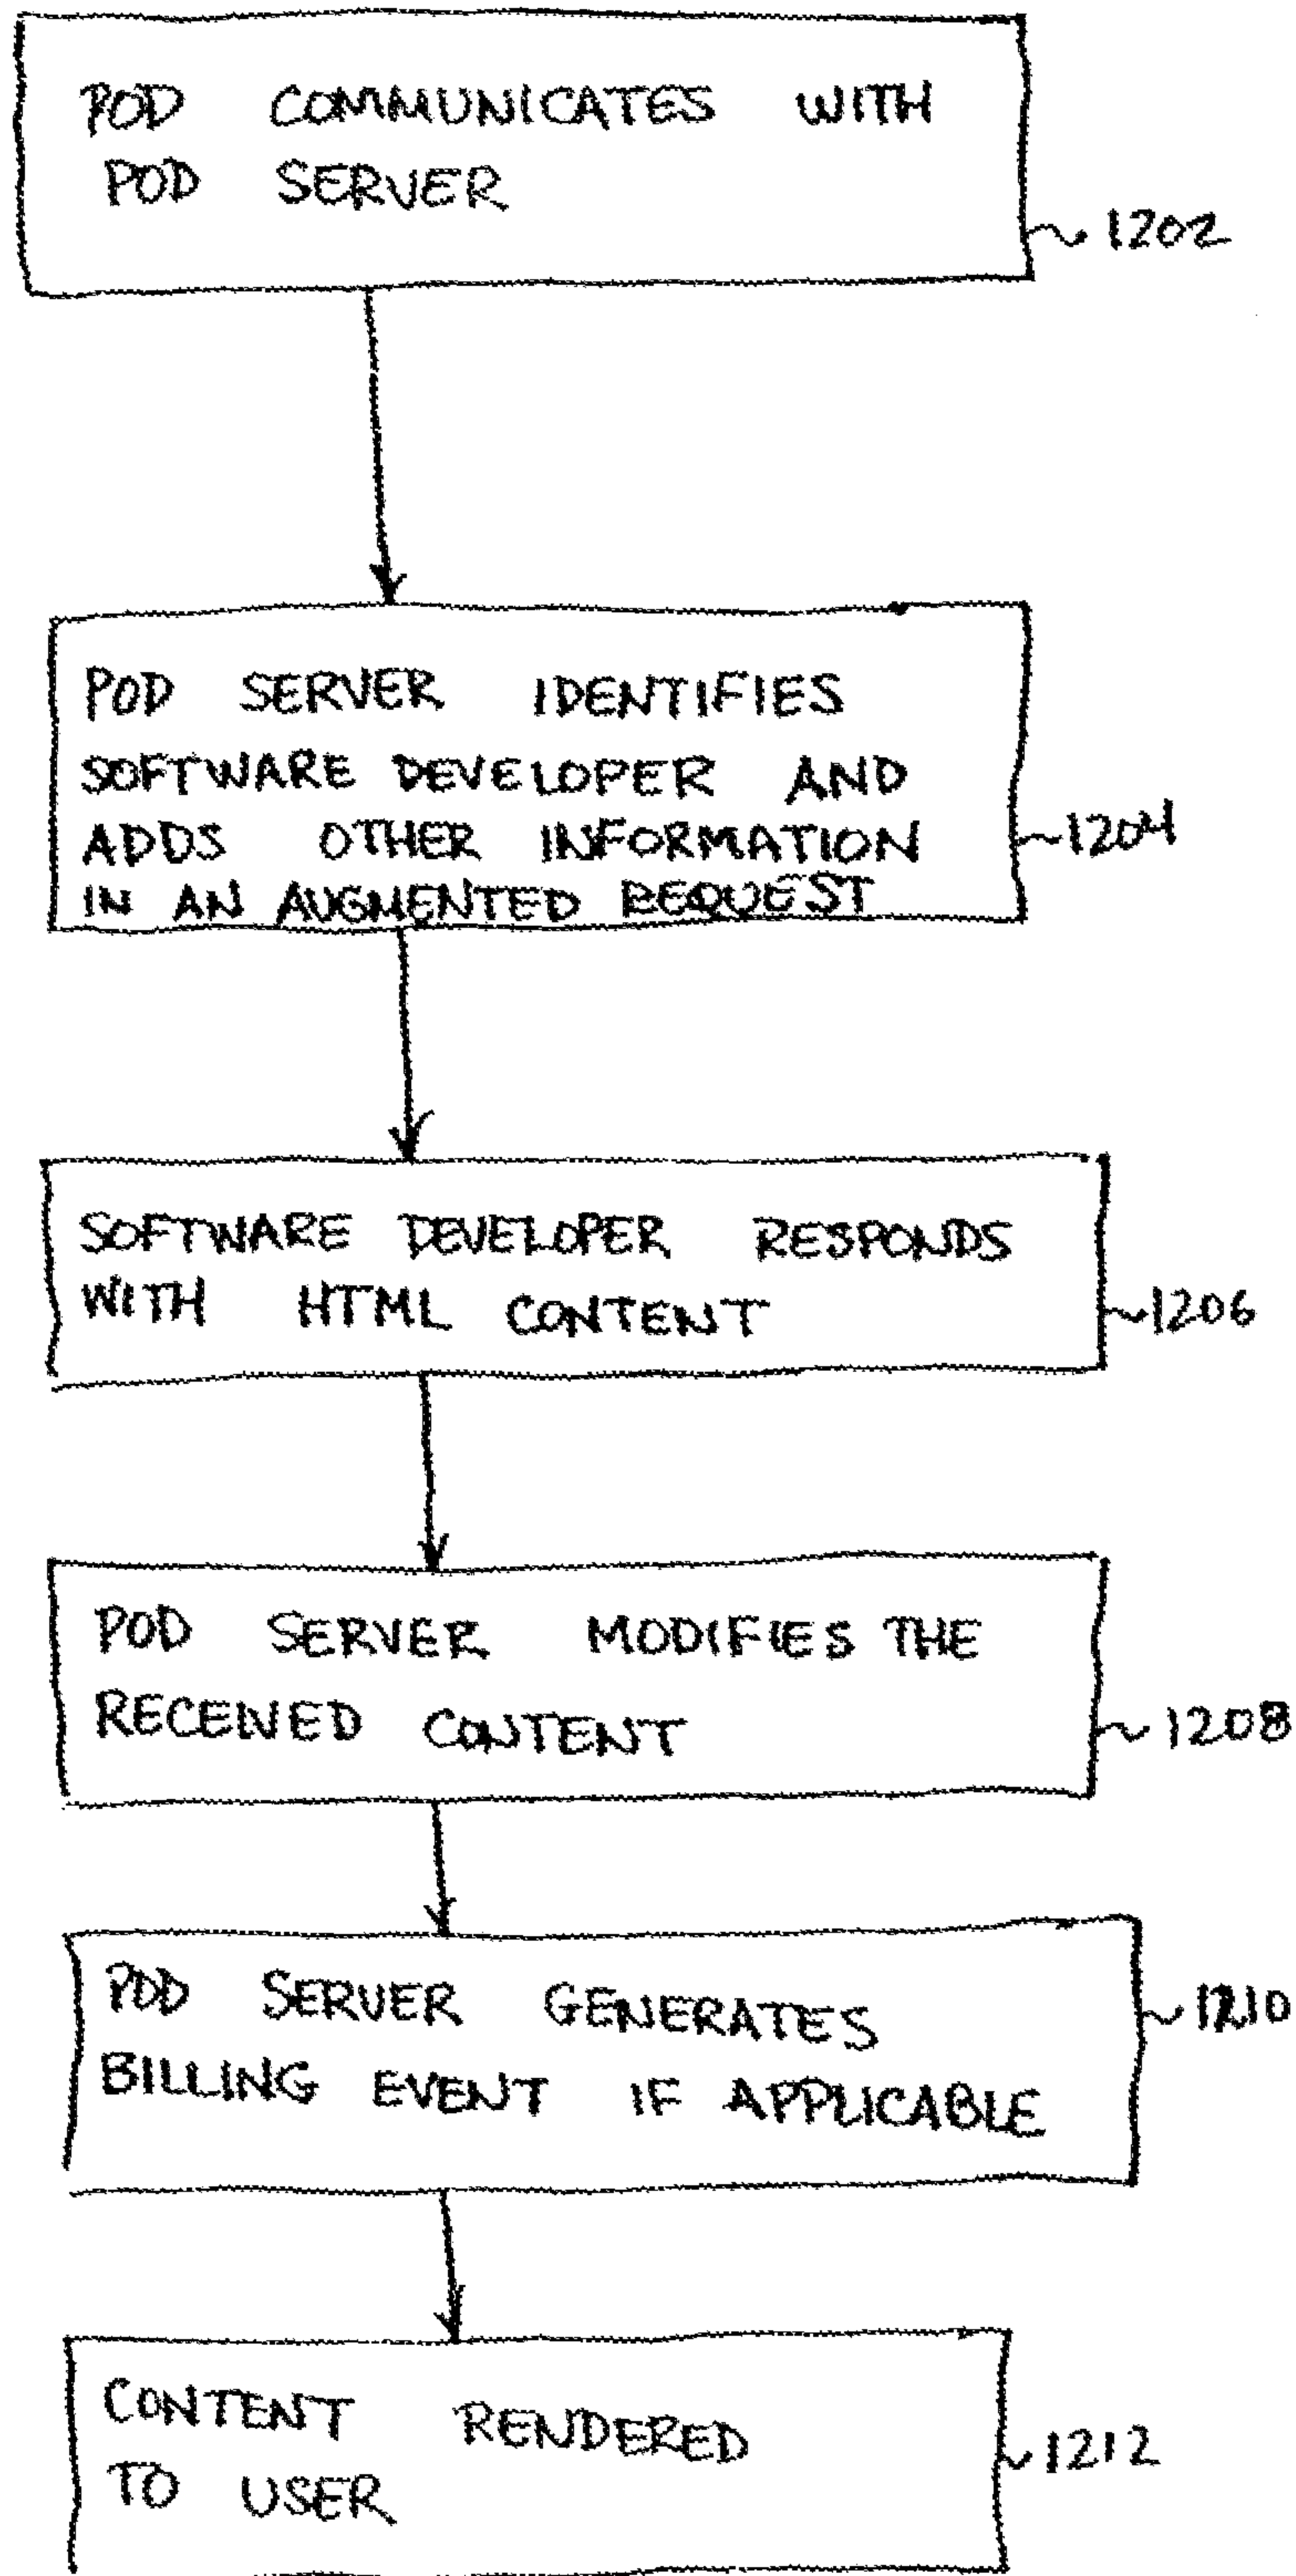 POD COMMUNICATES WITH
POD SERVER
1202
POD SERVER IDENTIFIES
SOFTWARE DEVELOPER AND
ADDS OTHER INFORMATION
IN AN AUGMENTED REQUEST
1204
SOFTWARE DEVELOPER RESPONDS
WITH HTML CONTENT
1206
POD SERVER MODIFIES THE
RECEIVED CONTENT
1208
POD SERVER GENERATES
BILLING EVENT IF APPLICABLE
1210
CONTENT RENDERED
TO USER
1212